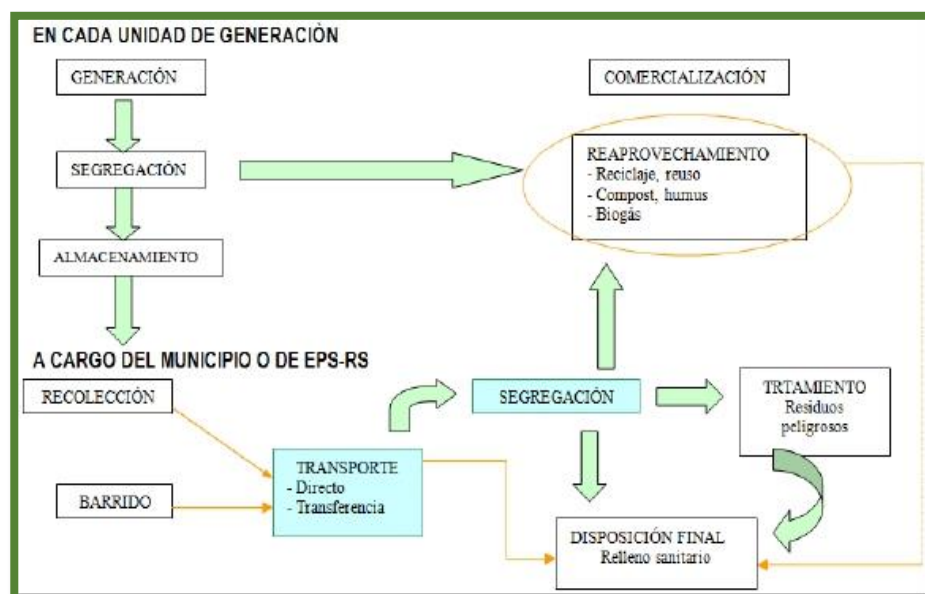 EN CADA UNIDAD DE GENERACIÓN
GENERACIÓN
COMERCIALIZACIÓN
SEGREGACIÓN
REAPROVECHAMIENTO
- Reciclaje, reuso
- Compost, humus
- Biogás
ALMACENAMIENTO
A CARGO DEL MUNICIPIO O DE EPS-RS
RECOLECCIÓN
SEGREGACIÓN
TRTAMIENTO
Residuos
peligrosos
TRANSPORTE
- Directo
- Transferencia
BARRIDO
DISPOSICIÓN FINAL
Relleno sanitario